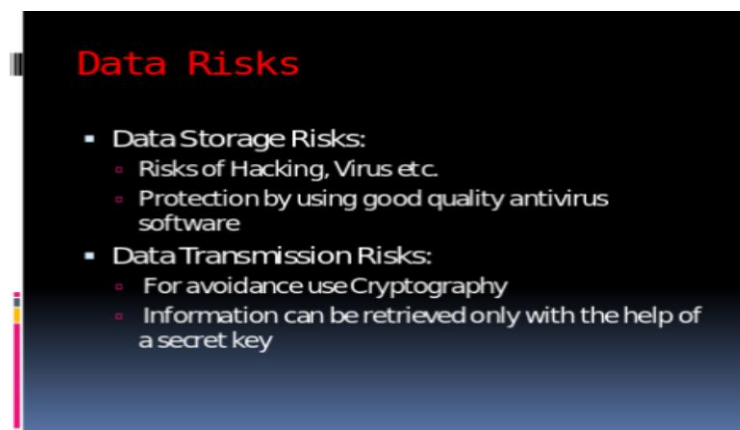 Data Risks
Data Storage Risks:
Risks of Hacking, Virus etc.
Protection by using good quality antivirus
software
Data Transmission Risks:
For avoidance use Cryptography
Information can be retrieved only with the help of
a secret key